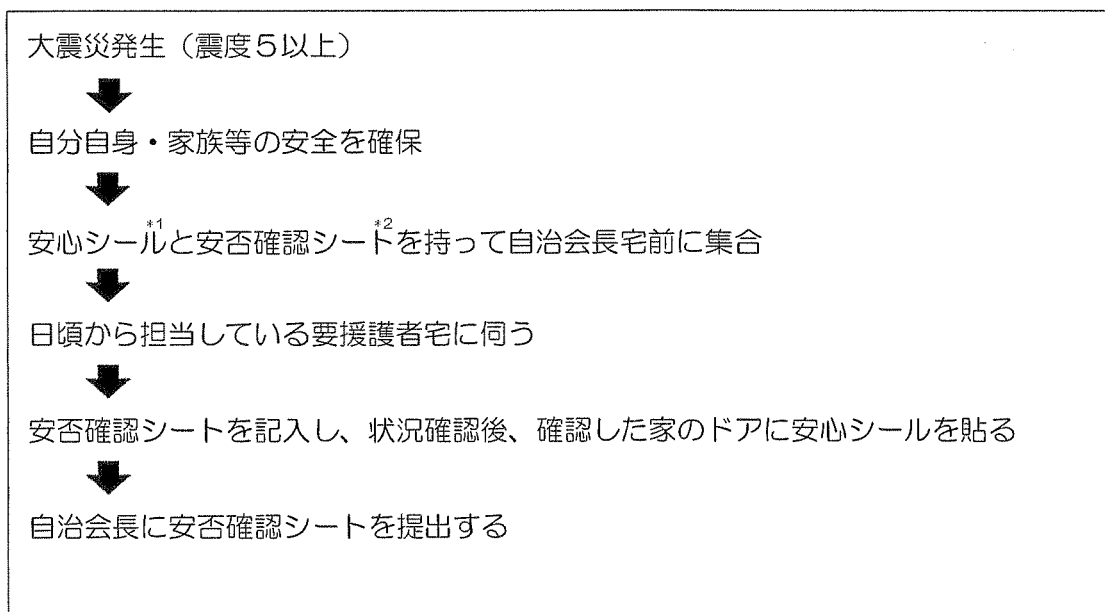 大震災発生（震度５以上）
自分自身・家族等の安全を確保
安心シール*1と安否確認シート*2を持って自治会長宅前に集合
日頃から担当している要援護者宅に伺う
安否確認シートを記入し、状況確認後、確認した家のドアに安心シールを貼る
自治会長に安否確認シートを提出する